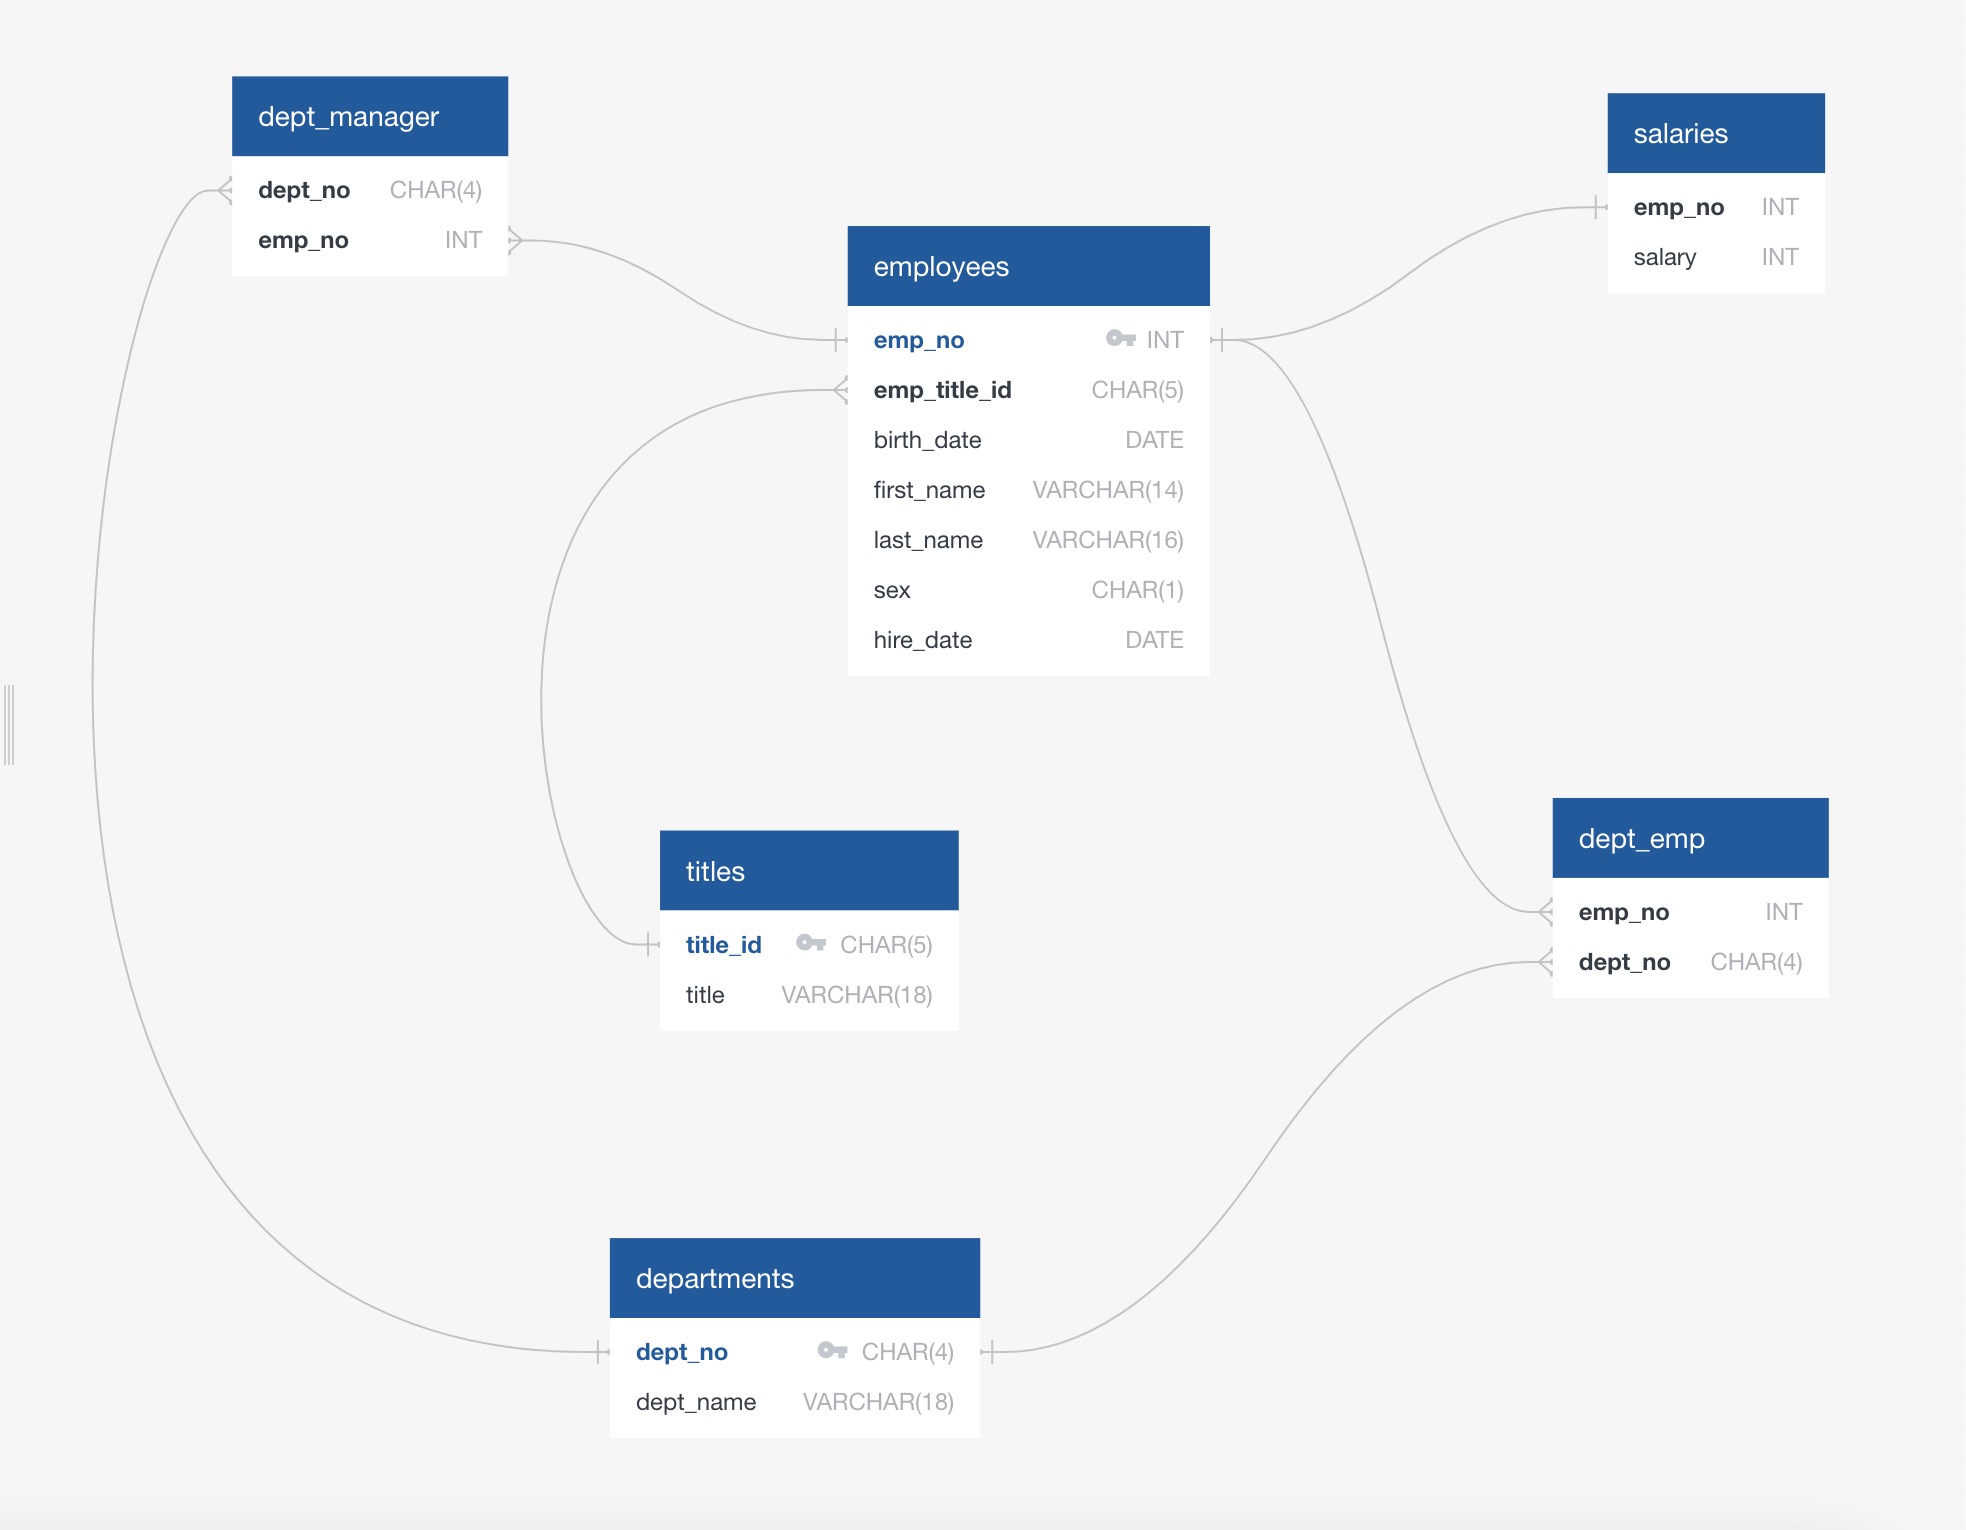 dept_manager
dept_no CHAR(4)
emp_no INT
salaries
emp_no INT
salary INT
employees
emp_no INT
emp_title_id CHAR(5)
birth_date DATE
first_name VARCHAR(14)
last_name VARCHAR(16)
sex CHAR(1)
hire_date DATE
titles
title_id CHAR(5)
title VARCHAR(18)
dept_emp
emp_no INT
dept_no CHAR(4)
departments
dept_no CHAR(4)
dept_name VARCHAR(18)